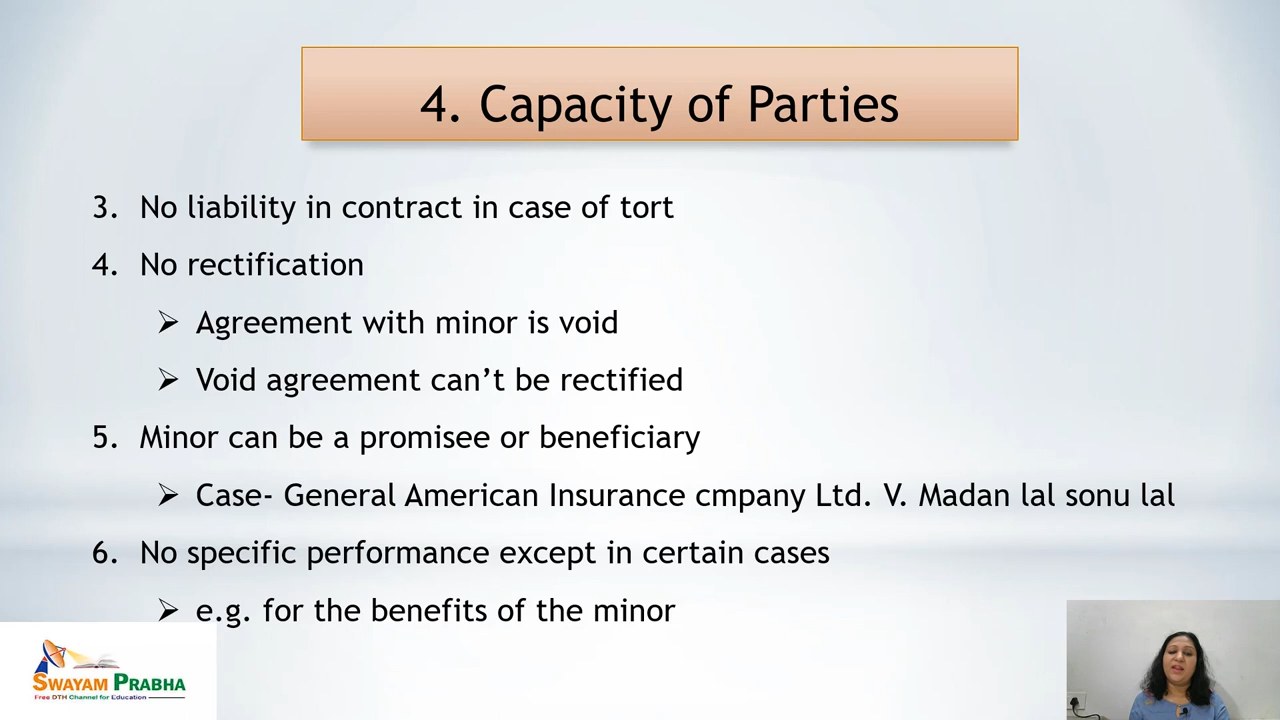 4. Capacity of Parties
3. No liability in contract in case of tort
4. No rectification
➢ Agreement with minor is void
➢ Void agreement can’t be rectified
5. Minor can be a promisee or beneficiary
➢ Case- General American Insurance cmpany Ltd. V. Madan lal sonu lal
6. No specific performance except in certain cases
➢ e.g. for the benefits of the minor
SWAYAM PRABHA
Free DTH Channel for Education